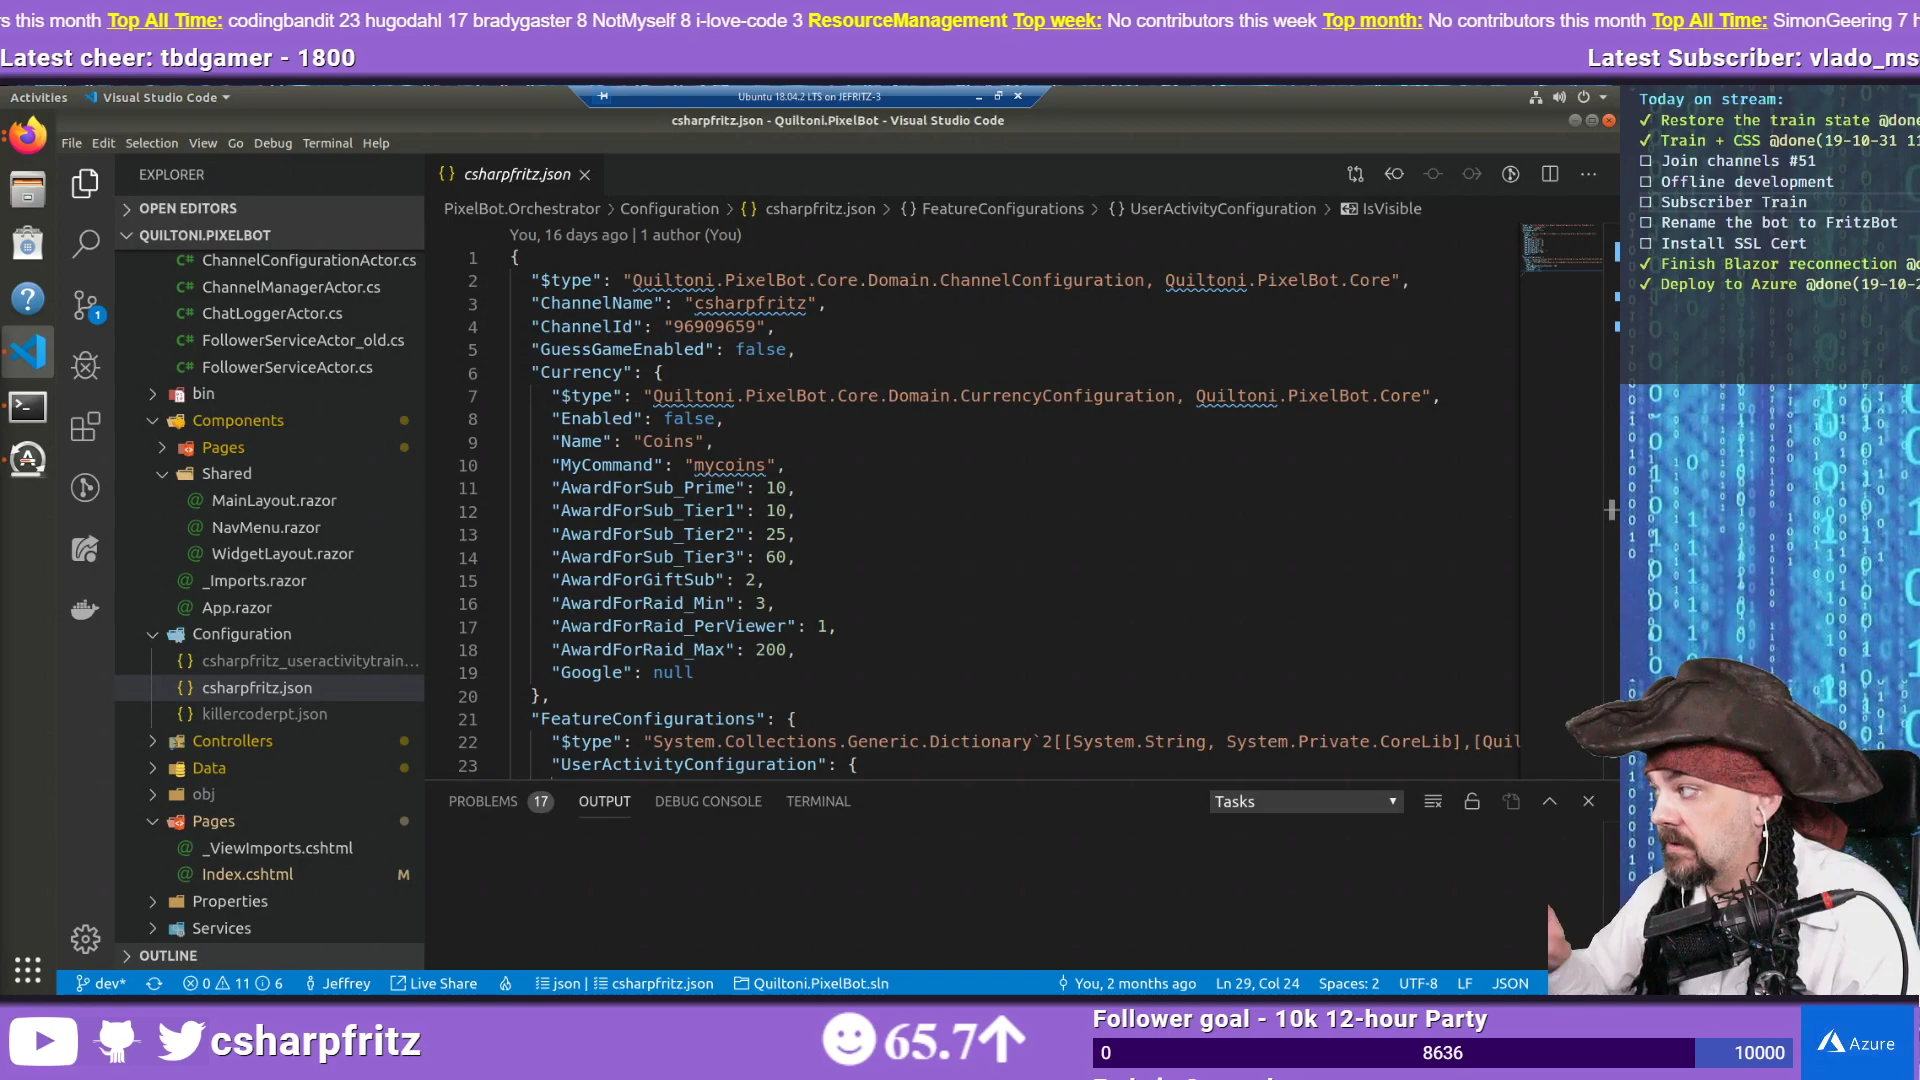 s this month Top All Time: codingbandit 23 hugodahl 17 bradygaster 8 NotMyself 8 i-love-code 3 ResourceManagement Top week: No contributors this week Top month: No contributors this month Top All Time: SimonGeering 7 h
Latest cheer: tbdgamer - 1800
Latest Subscriber: vlado_ms
Activities Visual Studio Code
Ubuntu 18.04.2 LTS on JEFRITZ-3
csharpfritz.json - Quiltoni.PixelBot - Visual Studio Code
File Edit Selection View Go Debug Terminal Help
EXPLORER
OPEN EDITORS
QUILTONI.PIXELBOT
ChannelConfigurationActor.cs
ChannelManagerActor.cs
ChatLoggerActor.cs
FollowerServiceActor_old.cs
FollowerServiceActor.cs
bin
Components
Pages
Shared
MainLayout.razor
NavMenu.razor
WidgetLayout.razor
_Imports.razor
App.razor
Configuration
csharpfritz_useractivitytrain...
csharpfritz.json
killercoderpt.json
Controllers
Data
obj
Pages
_ViewImports.cshtml
Index.cshtml M
Properties
Services
OUTLINE
csharpfritz.json
PixelBot.Orchestrator > Configuration > {} csharpfritz.json > {} FeatureConfigurations > {} UserActivityConfiguration > IsVisible
You, 16 days ago | 1 author (You)
1 {
2 "$type": "Quiltoni.PixelBot.Core.Domain.ChannelConfiguration, Quiltoni.PixelBot.Core",
3 "ChannelName": "csharpfritz",
4 "ChannelId": "96909659",
5 "GuessGameEnabled": false,
6 "Currency": {
7 "$type": "Quiltoni.PixelBot.Core.Domain.CurrencyConfiguration, Quiltoni.PixelBot.Core",
8 "Enabled": false,
9 "Name": "Coins",
10 "MyCommand": "mycoins",
11 "AwardForSub_Prime": 10,
12 "AwardForSub_Tier1": 10,
13 "AwardForSub_Tier2": 25,
14 "AwardForSub_Tier3": 60,
15 "AwardForGiftSub": 2,
16 "AwardForRaid_Min": 3,
17 "AwardForRaid_PerViewer": 1,
18 "AwardForRaid_Max": 200,
19 "Google": null
20 },
21 "FeatureConfigurations": {
22 "$type": "System.Collections.Generic.Dictionary`2[[System.String, System.Private.CoreLib],[Quil
23 "UserActivityConfiguration": {
PROBLEMS 17 OUTPUT DEBUG CONSOLE TERMINAL
Tasks
dev* 0 11 6 Jeffrey Live Share json | csharpfritz.json Quiltoni.PixelBot.sln
You, 2 months ago Ln 29, Col 24 Spaces: 2 UTF-8 LF JSON
Today on stream:
✓ Restore the train state @done
✓ Train + CSS @done(19-10-31 11
☐ Join channels #51
☐ Offline development
☐ Subscriber Train
☐ Rename the bot to FritzBot
☐ Install SSL Cert
✓ Finish Blazor reconnection @d
✓ Deploy to Azure @done(19-10-2
csharpfritz
65.7
Follower goal - 10k 12-hour Party
0 8636 10000
Azure